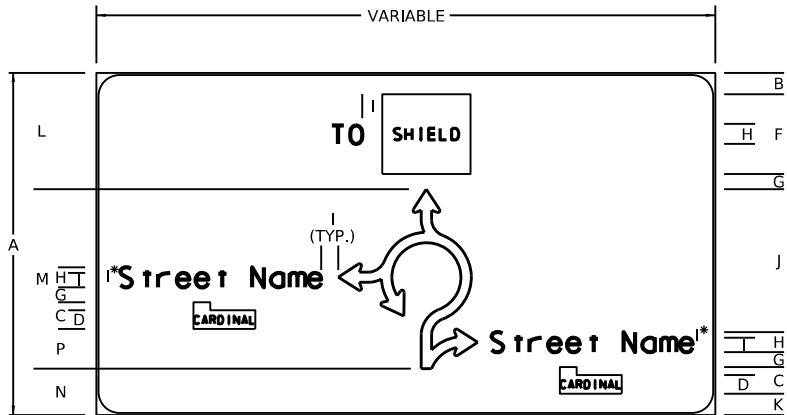 VARIABLE
B
L
I
TO
SHIELD
H
F
G
A
I
(TYP.)
J
M
H
I
I*
Street Name
G
CARDINAL
C
D
P
Street Name
I*
I
H
G
N
CARDINAL
D
C
K